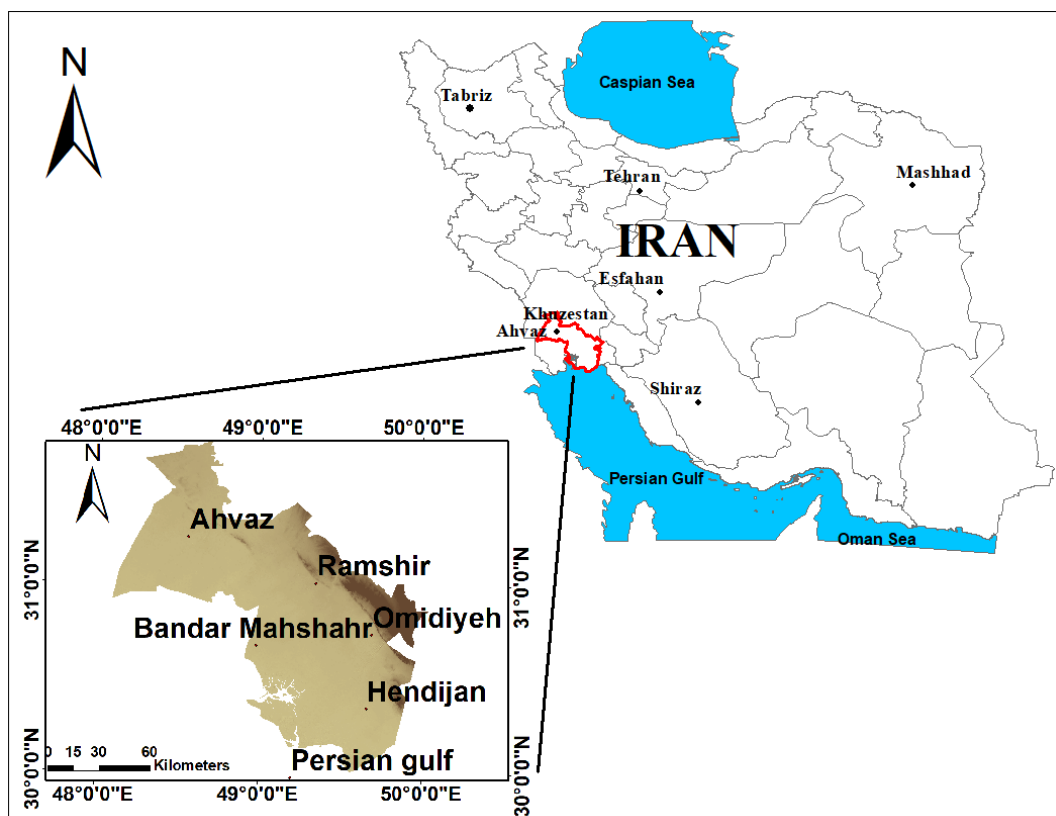 N
Caspian Sea
Tabriz
Tehran
Mashhad
IRAN
Esfahan
Khuzestan
Ahvaz
Shiraz
Persian Gulf
Oman Sea
48°0'0"E 49°0'0"E 50°0'0"E
N
Ahvaz
Ramshir
31°0'0"N
31°0'0"N
Omidiyeh
Bandar Mahshahr
Hendijan
Persian gulf
0 15 30 60
Kilometers
30°0'0"N
30°0'0"N
48°0'0"E 49°0'0"E 50°0'0"E